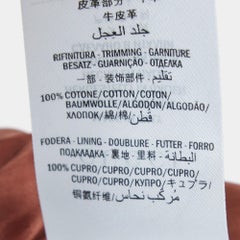 皮革部分
牛皮革
جلد العجل
RIFINITURA - TRIMMING - GARNITURE
BESATZ - GUARNIÇÃO - ОТДЕЛКА
一部 - 装饰部件 - تقليم
100% COTONE/COTTON/COTON/
BAUMWOLLE/ALGODÓN/ALGODÃO/
ХЛОПОК/綿/棉/قطن
FODERA - LINING - DOUBLURE - FUTTER - FORRO
ПОДКЛАДКА - 裏地 - 里料 - البطانة
100% CUPRO/CUPRO/CUPRO/CUPRO/
CUPRO/CUPRO/КУПРО/キュプラ/
铜氨纤维/مركب نحاس